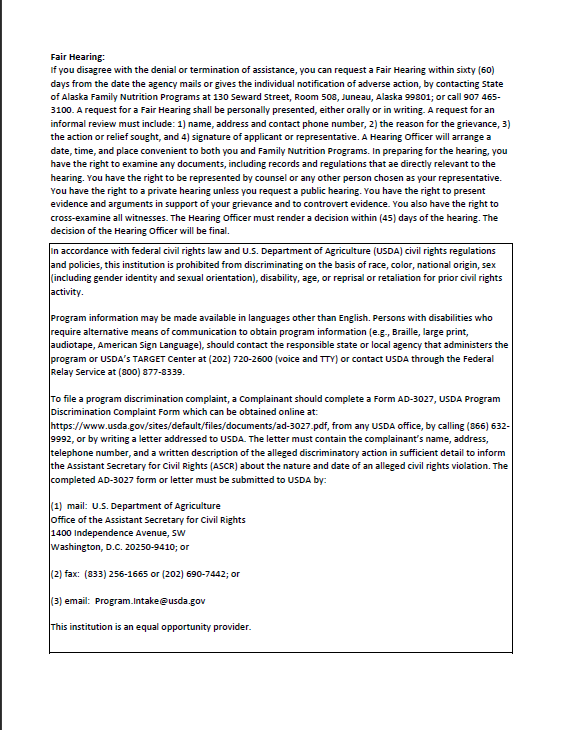 Fair Hearing:
If you disagree with the denial or termination of assistance, you can request a Fair Hearing within sixty (60)
days from the date the agency mails or gives the individual notification of adverse action, by contacting State
of Alaska Family Nutrition Programs at 130 Seward Street, Room 508, Juneau, Alaska 99801; or call 907 465-
3100. A request for a Fair Hearing shall be personally presented, either orally or in writing. A request for an
informal review must include: 1) name, address and contact phone number, 2) the reason for the grievance, 3)
the action or relief sought, and 4) signature of applicant or representative. A Hearing Officer will arrange a
date, time, and place convenient to both you and Family Nutrition Programs. In preparing for the hearing, you
have the right to examine any documents, including records and regulations that ae directly relevant to the
hearing. You have the right to be represented by counsel or any other person chosen as your representative.
You have the right to a private hearing unless you request a public hearing. You have the right to present
evidence and arguments in support of your grievance and to controvert evidence. You also have the right to
cross-examine all witnesses. The Hearing Officer must render a decision within (45) days of the hearing. The
decision of the Hearing Officer will be final.
In accordance with federal civil rights law and U.S. Department of Agriculture (USDA) civil rights regulations
and policies, this institution is prohibited from discriminating on the basis of race, color, national origin, sex
(including gender identity and sexual orientation), disability, age, or reprisal or retaliation for prior civil rights
activity.
Program information may be made available in languages other than English. Persons with disabilities who
require alternative means of communication to obtain program information (e.g., Braille, large print,
audiotape, American Sign Language), should contact the responsible state or local agency that administers the
program or USDA's TARGET Center at (202) 720-2600 (voice and TTY) or contact USDA through the Federal
Relay Service at (800) 877-8339.
To file a program discrimination complaint, a Complainant should complete a Form AD-3027, USDA Program
Discrimination Complaint Form which can be obtained online at:
https://www.usda.gov/sites/default/files/documents/ad-3027.pdf, from any USDA office, by calling (866) 632-
9992, or by writing a letter addressed to USDA. The letter must contain the complainant's name, address,
telephone number, and a written description of the alleged discriminatory action in sufficient detail to inform
the Assistant Secretary for Civil Rights (ASCR) about the nature and date of an alleged civil rights violation. The
completed AD-3027 form or letter must be submitted to USDA by:
(1) mail: U.S. Department of Agriculture
Office of the Assistant Secretary for Civil Rights
1400 Independence Avenue, SW
Washington, D.C. 20250-9410; or
(2) fax: (833) 256-1665 or (202) 690-7442; or
(3) email: Program.Intake@usda.gov
This institution is an equal opportunity provider.